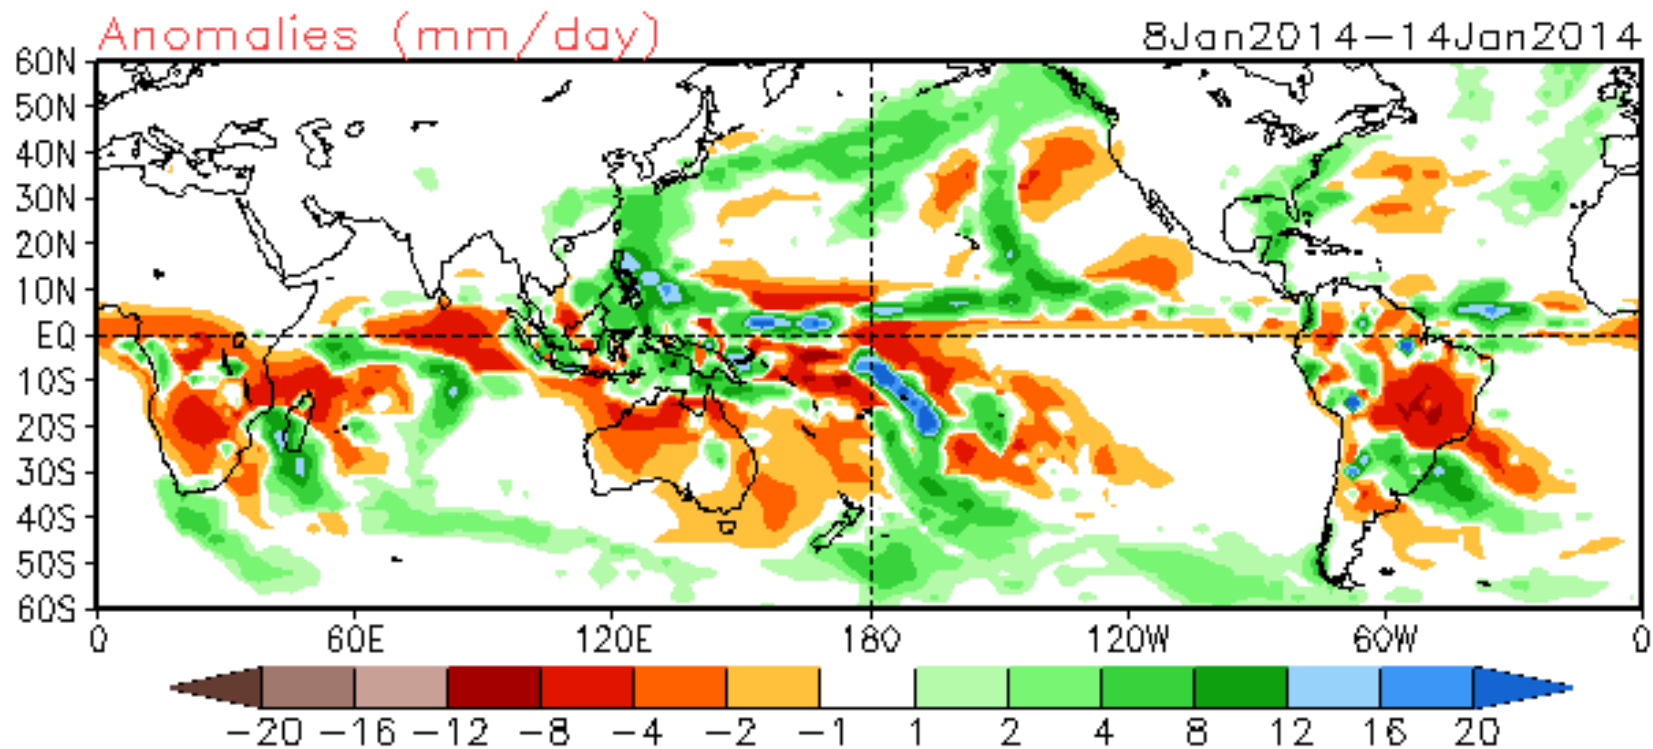 Anomalies (mm/day) 8Jan2014-14Jan2014
60N
50N
40N
30N
20N
10N
EQ
10S
20S
30S
40S
50S
60S
0 60E 120E 180 120W 60W 0
-20 -16 -12 -8 -4 -2 -1 1 2 4 8 12 16 20